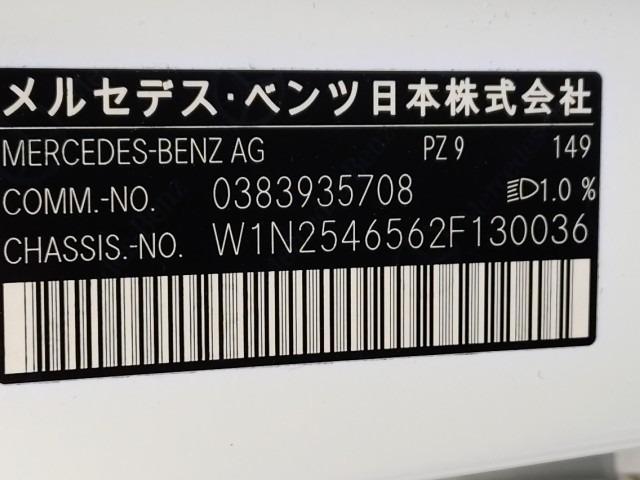 メルセデス・ベンツ日本株式会社
MERCEDES-BENZ AG PZ 9 149
COMM.-NO. 0383935708 1.0 %
CHASSIS.-NO. W1N2546562F130036